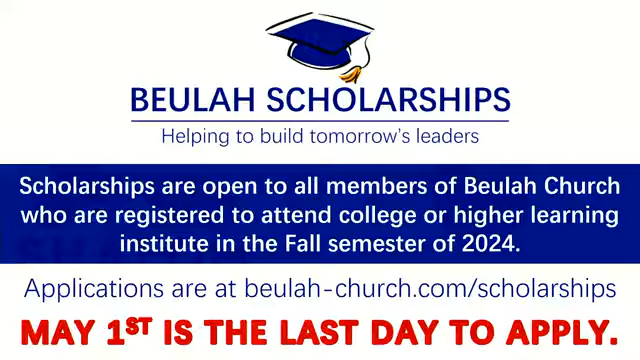 BEULAH SCHOLARSHIPS
Helping to build tomorrow's leaders
Scholarships are open to all members of Beulah Church
who are registered to attend college or higher learning
institute in the Fall semester of 2024.
Applications are at beulah-church.com/scholarships
MAY 1ST IS THE LAST DAY TO APPLY.